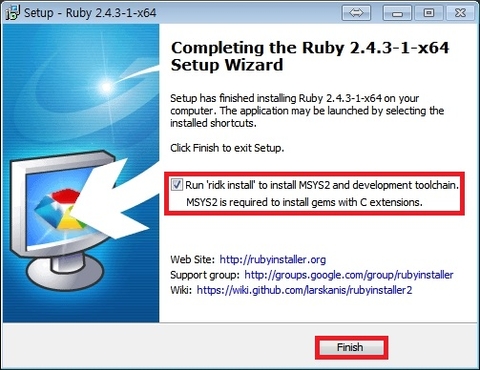 Setup - Ruby 2.4.3-1-x64
Completing the Ruby 2.4.3-1-x64
Setup Wizard
Setup has finished installing Ruby 2.4.3-1-x64 on your
computer. The application may be launched by selecting the
installed shortcuts.
Click Finish to exit Setup.
Run 'ridk install' to install MSYS2 and development toolchain.
MSYS2 is required to install gems with C extensions.
Web Site: http://rubyinstaller.org
Support group: http://groups.google.com/group/rubyinstaller
Wiki: https://wiki.github.com/larskanis/rubyinstaller2
Finish